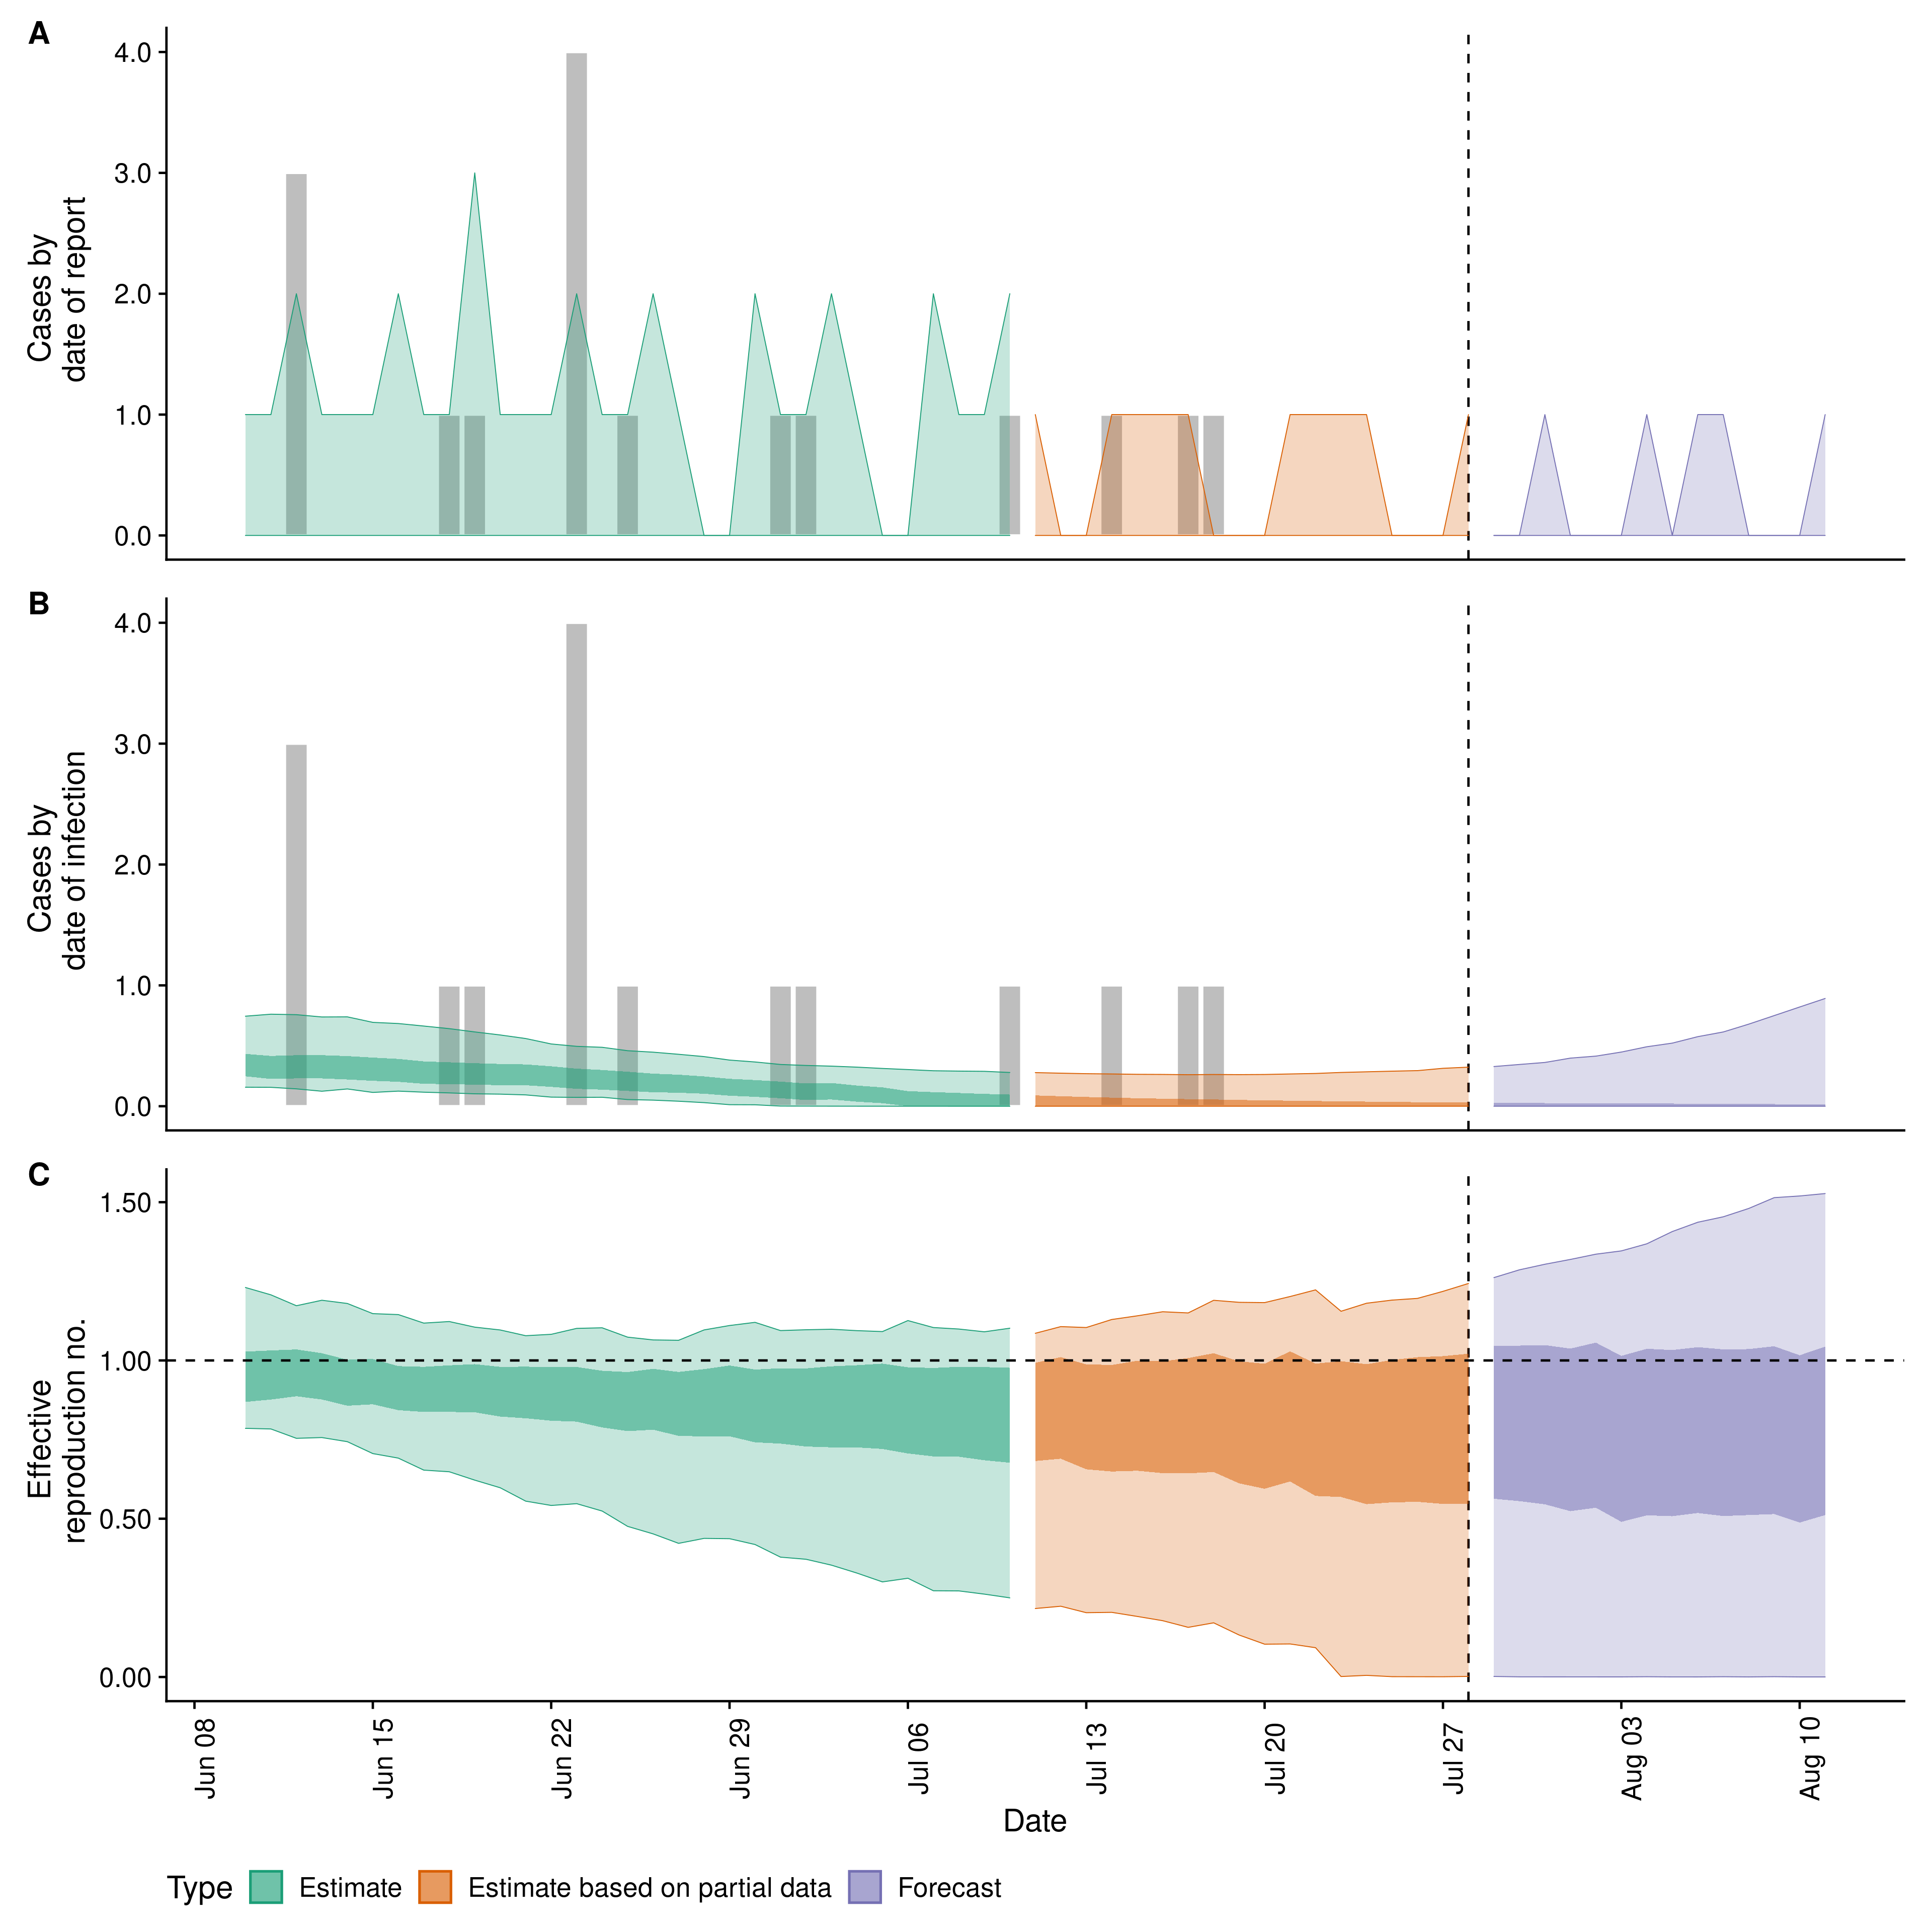 A
4.0
3.0
2.0
1.0
0.0
Cases by
date of report
B
4.0
3.0
2.0
1.0
0.0
Cases by
date of infection
C
1.50
1.00
0.50
0.00
Effective
reproduction no.
Jun 08
Jun 15
Jun 22
Jun 29
Jul 06
Jul 13
Jul 20
Jul 27
Aug 03
Aug 10
Date
Type Estimate Estimate based on partial data Forecast